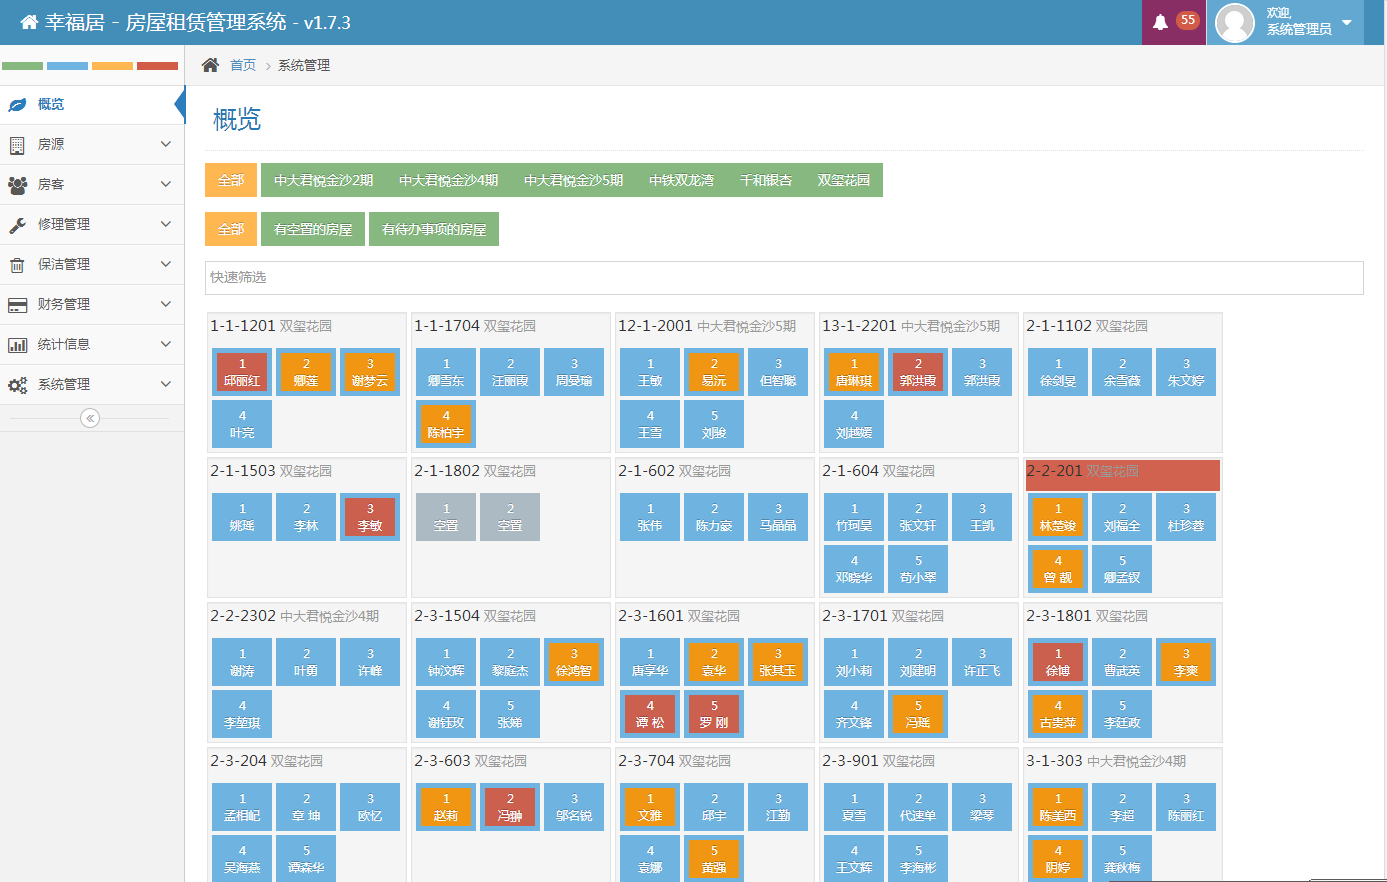 幸福居 - 房屋租赁管理系统 - v1.7.3
55
欢迎,
系统管理员
首页 > 系统管理
概览
房源
房客
修理管理
保洁管理
财务管理
统计信息
系统管理
概览
全部 中大君悦金沙2期 中大君悦金沙4期 中大君悦金沙5期 中铁双龙湾 千和银杏 双玺花园
全部 有空置的房屋 有待办事项的房屋
快速筛选
1-1-1201 双玺花园
1 邱丽红
2 卿莲
3 谢梦云
4 叶亮
1-1-1704 双玺花园
1 卿雪东
2 汪丽霞
3 周旻瑜
4 陈柏宇
12-1-2001 中大君悦金沙5期
1 王敏
2 易沅
3 但智聪
4 王雪
5 刘骏
13-1-2201 中大君悦金沙5期
1 唐琳琪
2 郭洪霞
3 郭洪霞
4 刘越媛
2-1-1102 双玺花园
1 徐剑旻
2 余雪薇
3 朱文婷
2-1-1503 双玺花园
1 姚瑶
2 李林
3 李敏
2-1-1802 双玺花园
1 空置
2 空置
2-1-602 双玺花园
1 张伟
2 陈力豪
3 马晶晶
2-1-604 双玺花园
1 竹珂昊
2 张文轩
3 王凯
4 邓晓华
5 苟小琴
2-2-201 双玺花园
1 林楚竣
2 刘福全
3 杜珍蓉
4 曾 靓
5 卿孟钗
2-2-2302 中大君悦金沙4期
1 谢涛
2 叶勇
3 许峰
4 李堃琪
2-3-1504 双玺花园
1 钟汶辉
2 黎庭杰
3 徐鸿智
4 谢钰玫
5 张娣
2-3-1601 双玺花园
1 唐享华
2 袁华
3 张其玉
4 谭 松
5 罗 刚
2-3-1701 双玺花园
1 刘小莉
2 刘建明
3 许正飞
4 齐文锋
5 冯瑶
2-3-1801 双玺花园
1 徐博
2 曹武英
3 李爽
4 古贵萍
5 李廷政
2-3-204 双玺花园
1 孟相屺
2 章 坤
3 欧忆
4 吴海燕
5 谭森华
2-3-603 双玺花园
1 赵莉
2 冯翀
3 邬名锐
2-3-704 双玺花园
1 文雅
2 邱宇
3 江勤
4 袁娜
5 黄强
2-3-901 双玺花园
1 夏雪
2 代速单
3 梁琴
4 王文辉
5 李海彬
3-1-303 中大君悦金沙4期
1 陈美西
2 李超
3 陈丽红
4 阴婷
5 龚秋梅